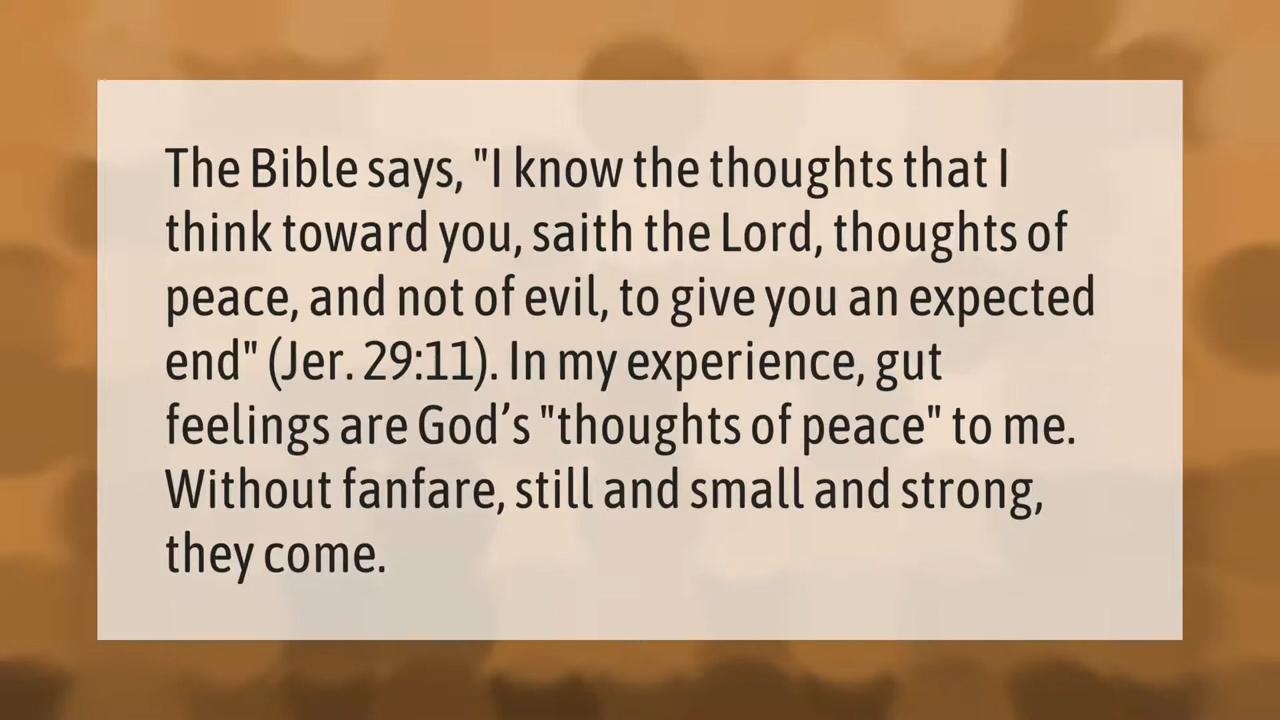 The Bible says, "I know the thoughts that I
think toward you, saith the Lord, thoughts of
peace, and not of evil, to give you an expected
end" (Jer. 29:11). In my experience, gut
feelings are God’s "thoughts of peace" to me.
Without fanfare, still and small and strong,
they come.